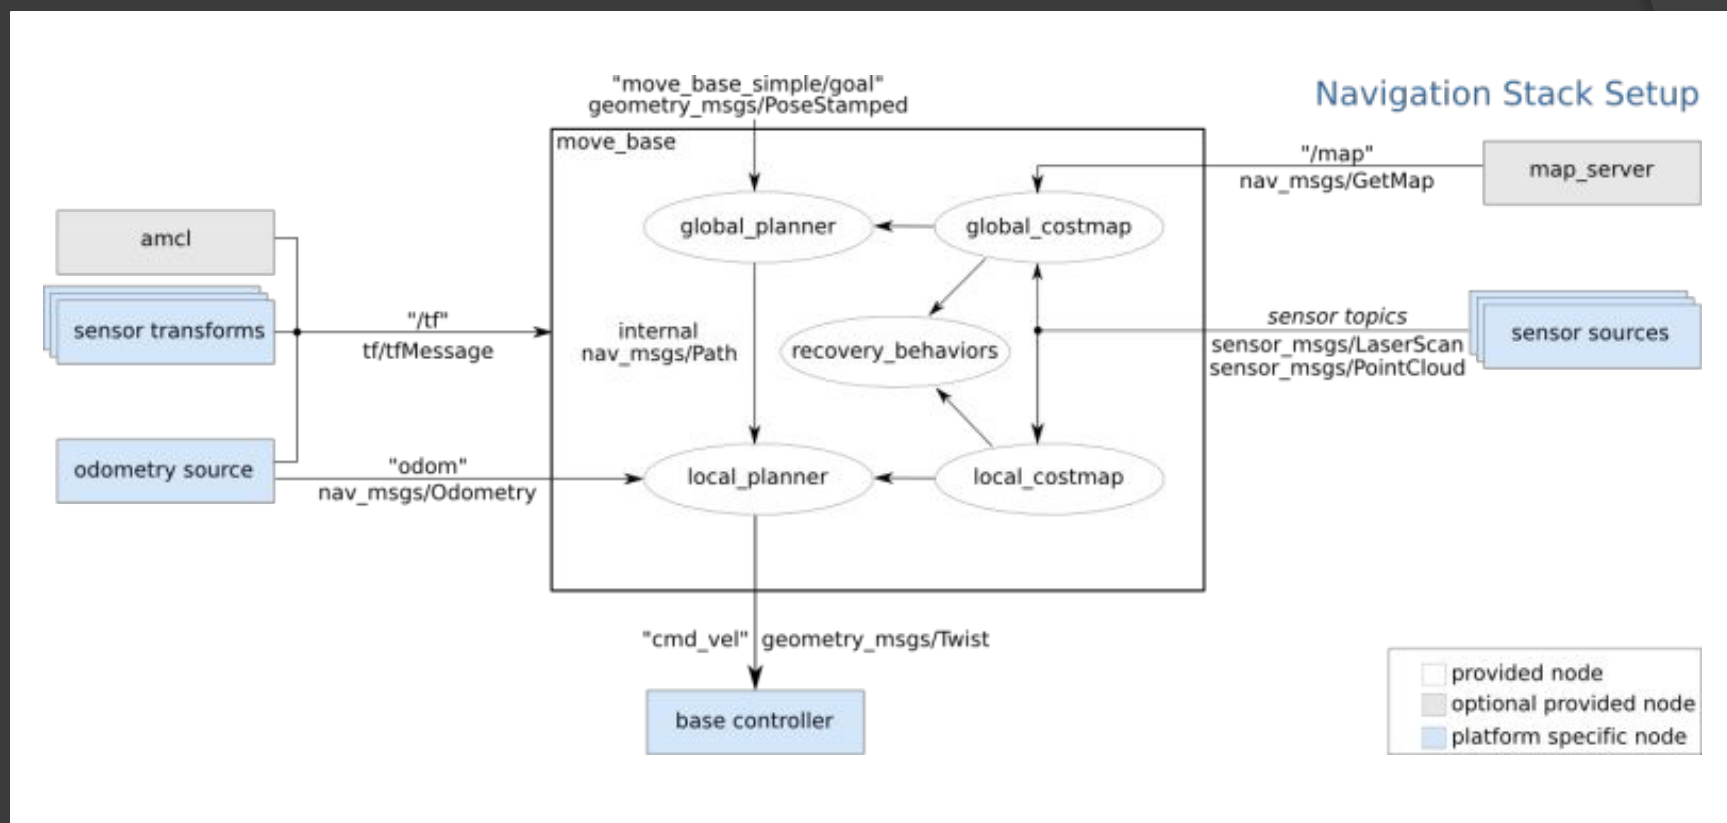 Navigation Stack Setup
"move_base_simple/goal"
geometry_msgs/PoseStamped
move_base
"/map"
nav_msgs/GetMap
map_server
global_planner
global_costmap
amcl
sensor transforms
"/tf"
tf/tfMessage
internal
nav_msgs/Path
recovery_behaviors
sensor topics
sensor_msgs/LaserScan
sensor_msgs/PointCloud
sensor sources
odometry source
"odom"
nav_msgs/Odometry
local_planner
local_costmap
"cmd_vel" geometry_msgs/Twist
base controller
provided node
optional provided node
platform specific node